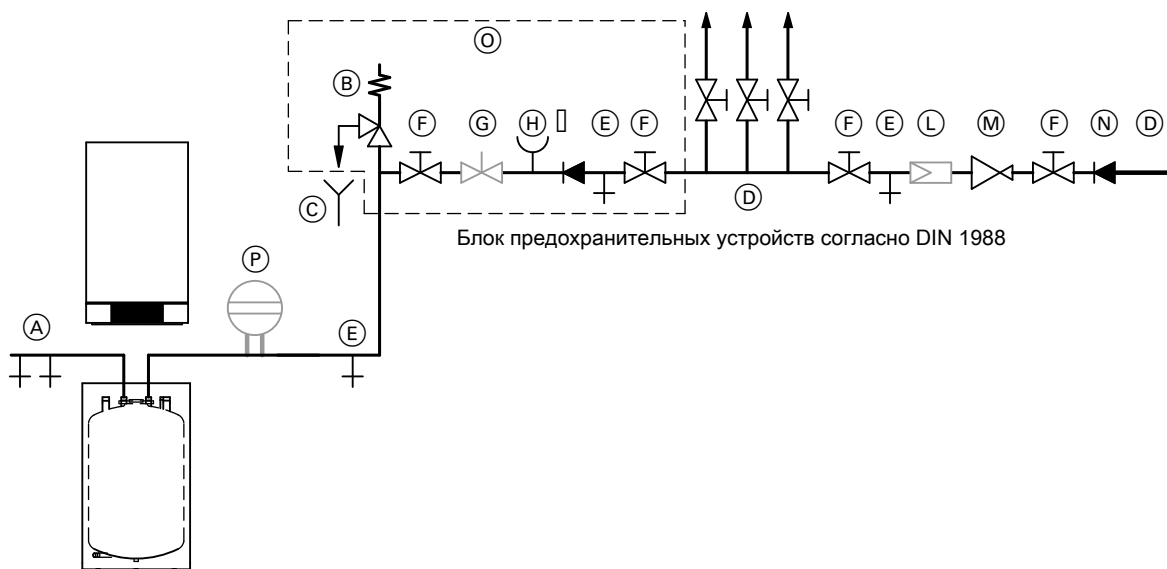 O
B
F G H E F F E L M F N D
C
D
Блок предохранительных устройств согласно DIN 1988
P
A E